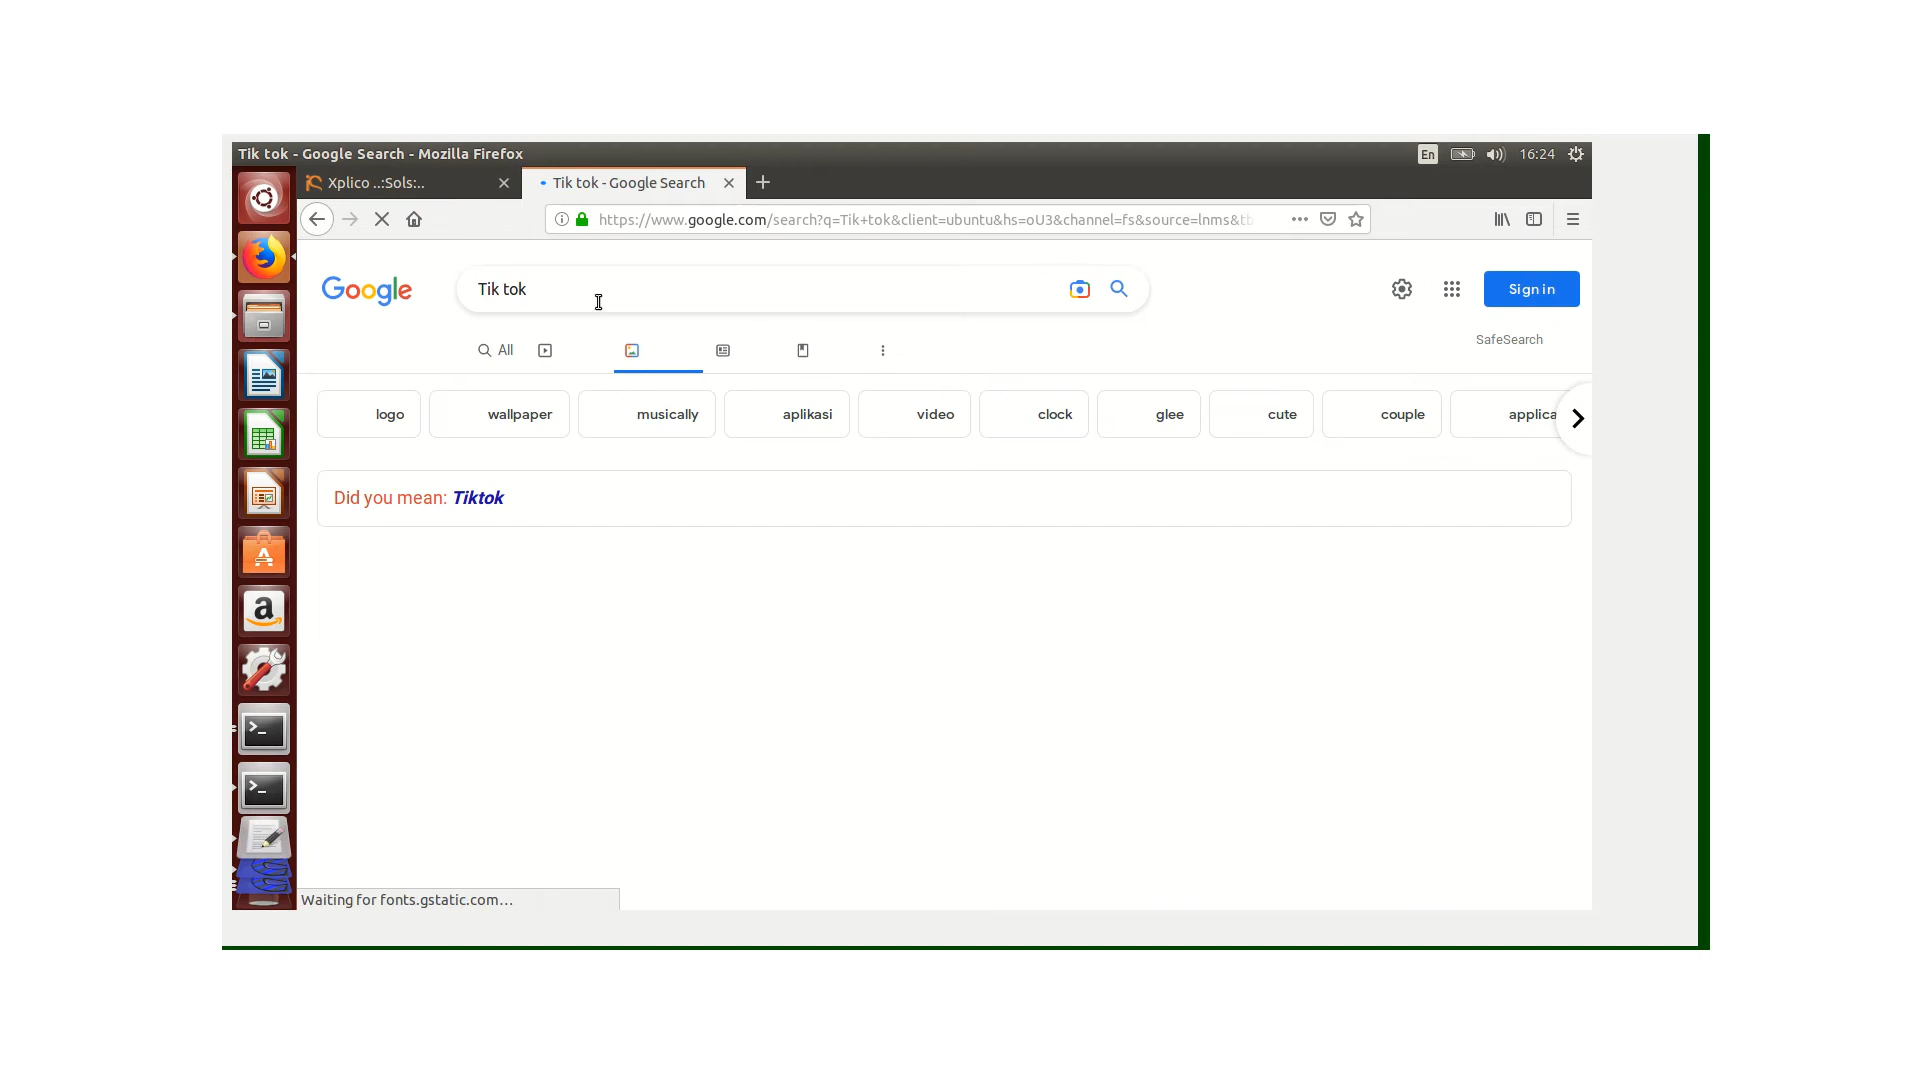 Tik tok - Google Search - Mozilla Firefox
En
16:24
Xplico ..:Sols:..
Tik tok - Google Search
https://www.google.com/search?q=Tik+tok&client=ubuntu&hs=oU3&channel=fs&source=lnms&tb
Google
Tik tok
Sign in
All
SafeSearch
logo
wallpaper
musically
aplikasi
video
clock
glee
cute
couple
applica
Did you mean: Tiktok
Waiting for fonts.gstatic.com…